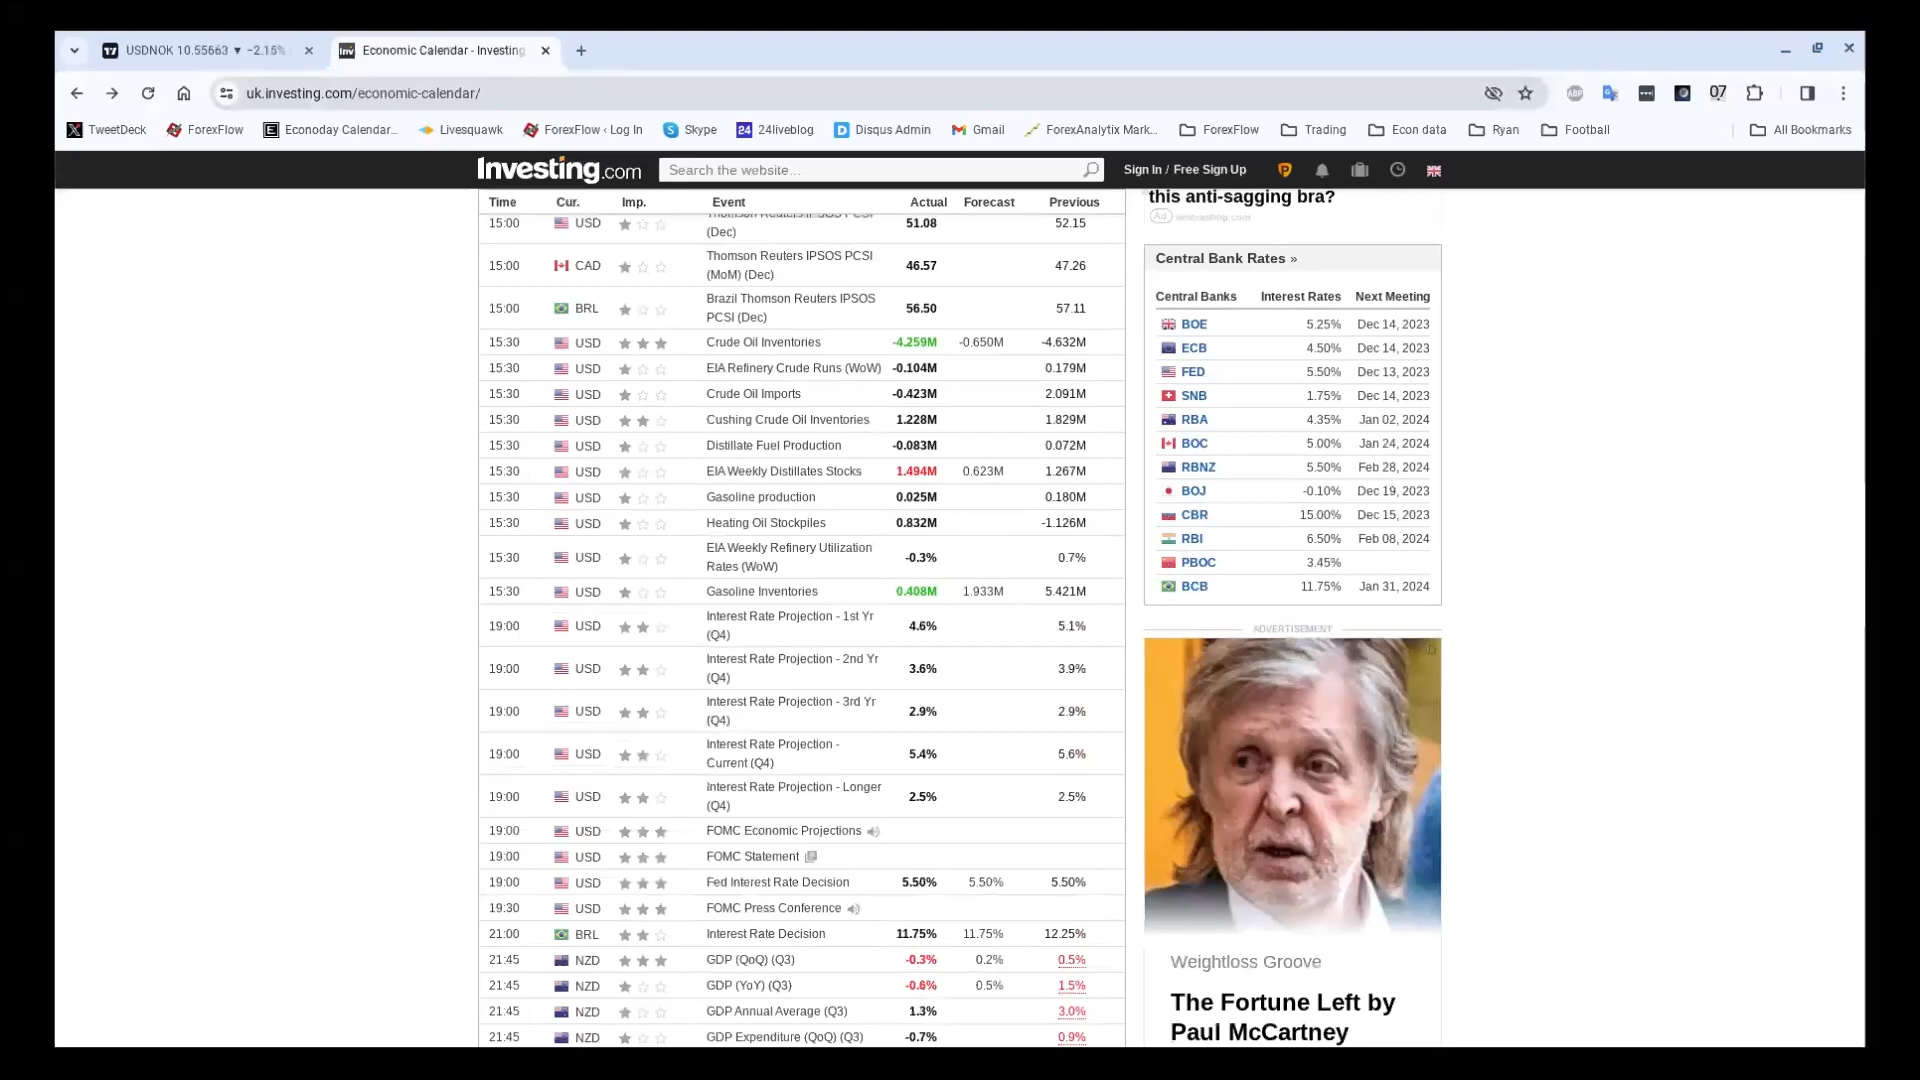 USDNOK 10.55663 ▼ −2.15%
Economic Calendar - Investing
uk.investing.com/economic-calendar/
07
TweetDeck ForexFlow Econoday Calendar... Livesquawk ForexFlow ‹ Log In Skype 24liveblog Disqus Admin Gmail ForexAnalytix Mark... ForexFlow Trading Econ data Ryan Football All Bookmarks
Investing.com Search the website... Sign In / Free Sign Up
Time Cur. Imp. Event Actual Forecast Previous
15:00 USD Thomson Reuters IPSOS PCSI
(Dec) 51.08 52.15
15:00 CAD Thomson Reuters IPSOS PCSI
(MoM) (Dec) 46.57 47.26
15:00 BRL Brazil Thomson Reuters IPSOS
PCSI (Dec) 56.50 57.11
15:30 USD Crude Oil Inventories -4.259M -0.650M -4.632M
15:30 USD EIA Refinery Crude Runs (WoW) -0.104M 0.179M
15:30 USD Crude Oil Imports -0.423M 2.091M
15:30 USD Cushing Crude Oil Inventories 1.228M 1.829M
15:30 USD Distillate Fuel Production -0.083M 0.072M
15:30 USD EIA Weekly Distillates Stocks 1.494M 0.623M 1.267M
15:30 USD Gasoline production 0.025M 0.180M
15:30 USD Heating Oil Stockpiles 0.832M -1.126M
15:30 USD EIA Weekly Refinery Utilization
Rates (WoW) -0.3% 0.7%
15:30 USD Gasoline Inventories 0.408M 1.933M 5.421M
19:00 USD Interest Rate Projection - 1st Yr
(Q4) 4.6% 5.1%
19:00 USD Interest Rate Projection - 2nd Yr
(Q4) 3.6% 3.9%
19:00 USD Interest Rate Projection - 3rd Yr
(Q4) 2.9% 2.9%
19:00 USD Interest Rate Projection -
Current (Q4) 5.4% 5.6%
19:00 USD Interest Rate Projection - Longer
(Q4) 2.5% 2.5%
19:00 USD FOMC Economic Projections
19:00 USD FOMC Statement
19:00 USD Fed Interest Rate Decision 5.50% 5.50% 5.50%
19:30 USD FOMC Press Conference
21:00 BRL Interest Rate Decision 11.75% 11.75% 12.25%
21:45 NZD GDP (QoQ) (Q3) -0.3% 0.2% 0.5%
21:45 NZD GDP (YoY) (Q3) -0.6% 0.5% 1.5%
21:45 NZD GDP Annual Average (Q3) 1.3% 3.0%
21:45 NZD GDP Expenditure (QoQ) (Q3) -0.7% 0.9%
this anti-sagging bra?
Ad
Central Bank Rates »
Central Banks Interest Rates Next Meeting
BOE 5.25% Dec 14, 2023
ECB 4.50% Dec 14, 2023
FED 5.50% Dec 13, 2023
SNB 1.75% Dec 14, 2023
RBA 4.35% Jan 02, 2024
BOC 5.00% Jan 24, 2024
RBNZ 5.50% Feb 28, 2024
BOJ -0.10% Dec 19, 2023
CBR 15.00% Dec 15, 2023
RBI 6.50% Feb 08, 2024
PBOC 3.45%
BCB 11.75% Jan 31, 2024
ADVERTISEMENT
Weightloss Groove
The Fortune Left by
Paul McCartney